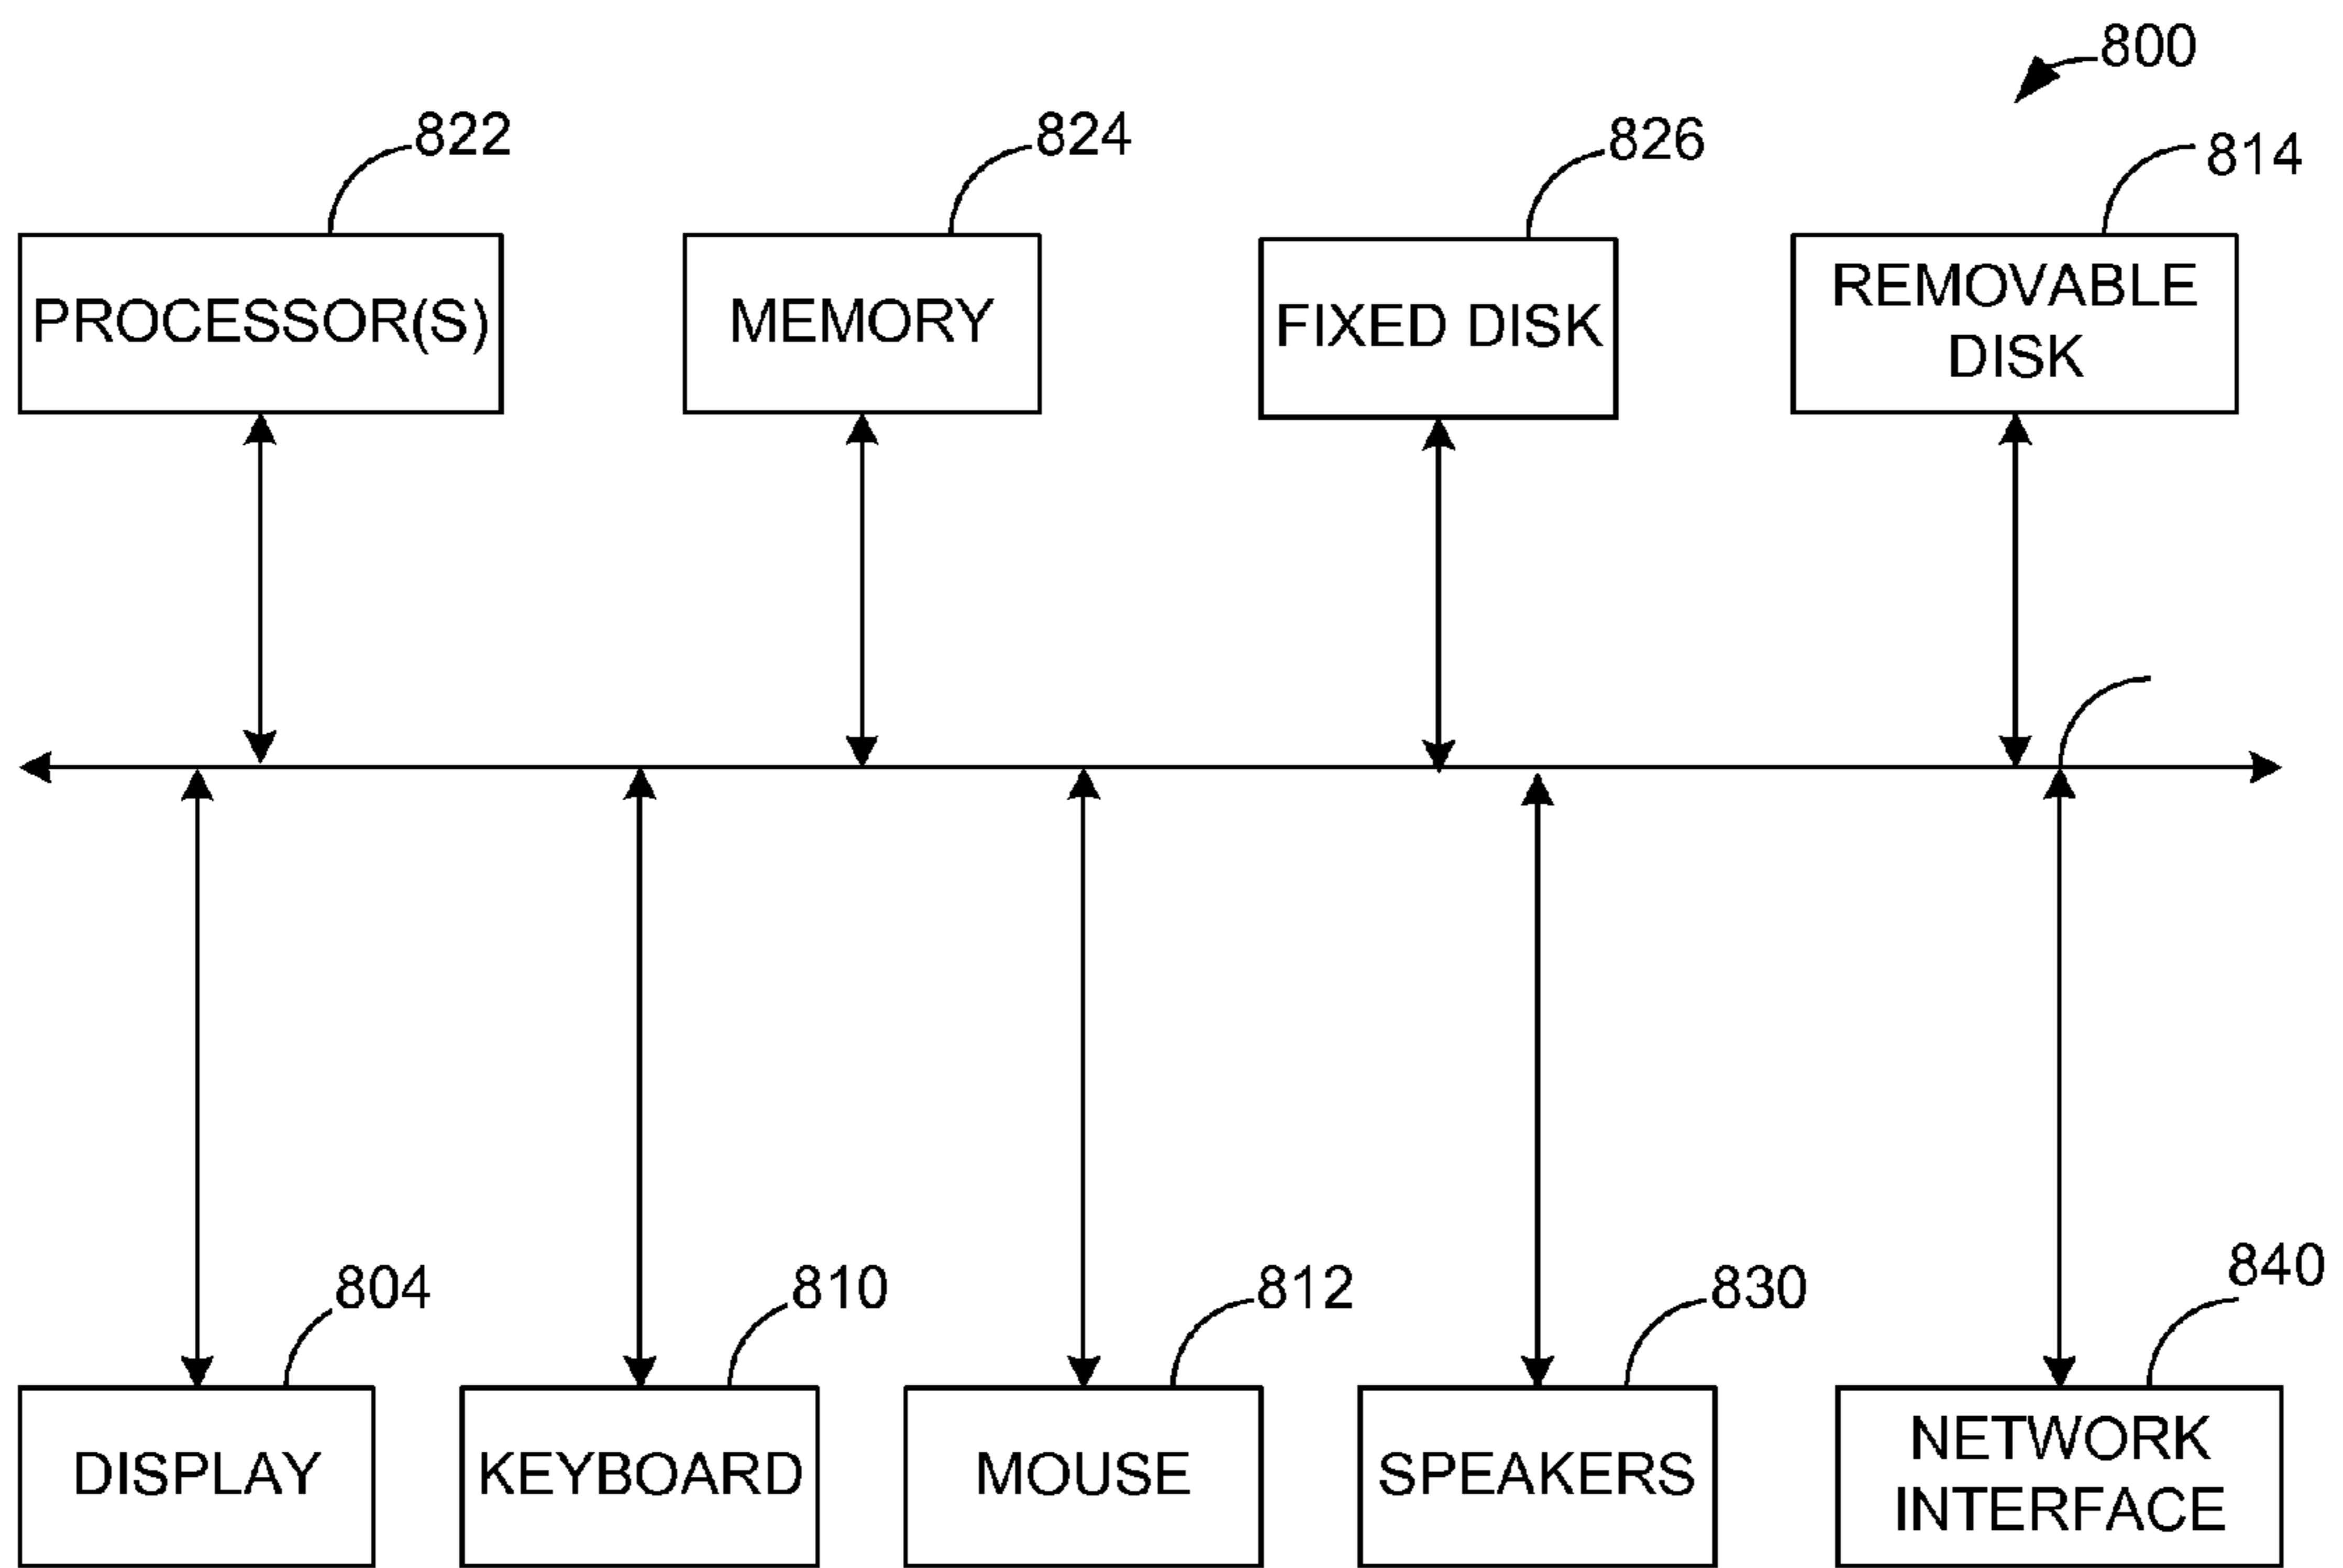 800
822
824
826
814
PROCESSOR(S)
MEMORY
FIXED DISK
REMOVABLE
DISK
804
810
812
830
840
DISPLAY
KEYBOARD
MOUSE
SPEAKERS
NETWORK
INTERFACE